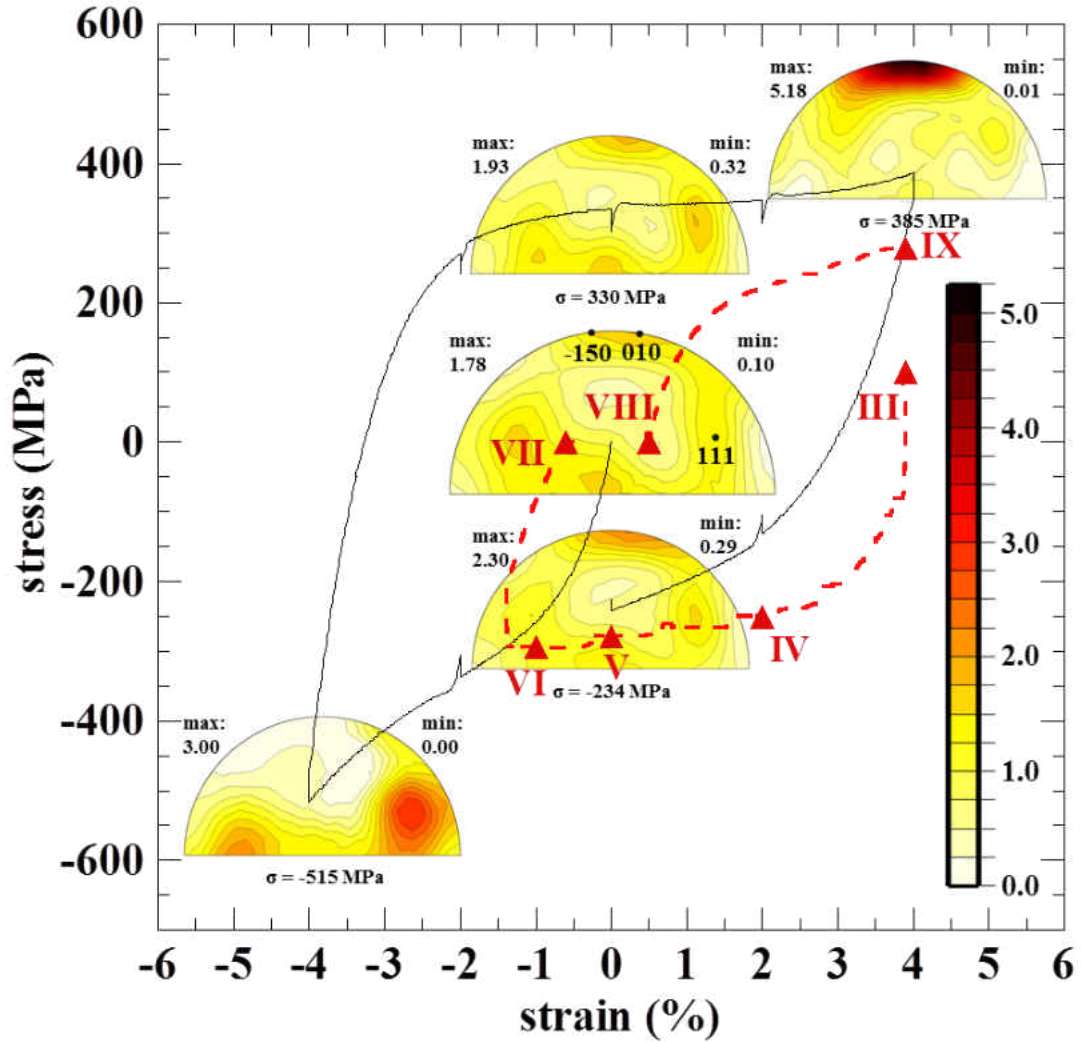 600
max:
5.18
min:
0.01
max:
1.93
min:
0.32
400
σ = 385 MPa
IX
σ = 330 MPa
200
5.0
max:
1.78
-150 010
min:
0.10
VIII
III
4.0
stress (MPa)
0
VII
111
max:
2.30
min:
0.29
3.0
-200
IV
2.0
VI
V
σ = -234 MPa
-400
max:
3.00
min:
0.00
1.0
-600
σ = -515 MPa
0.0
-6 -5 -4 -3 -2 -1 0 1 2 3 4 5 6
strain (%)